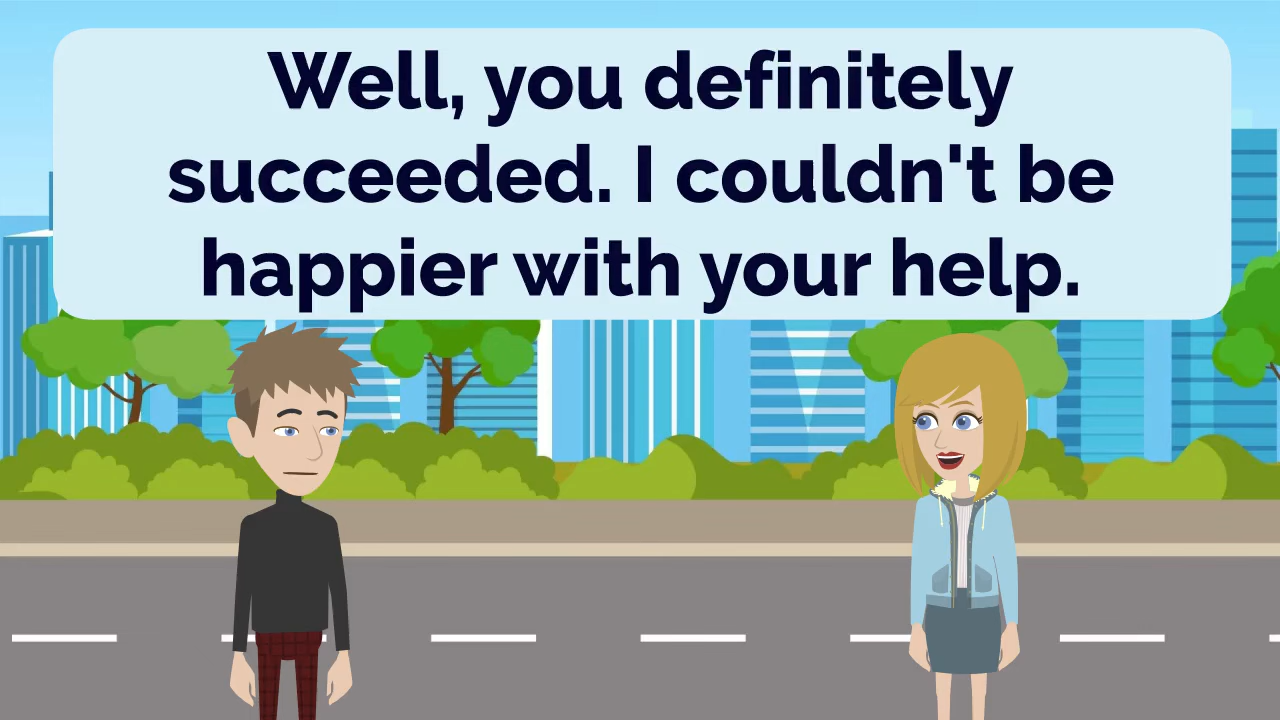 Well, you definitely
succeeded. I couldn't be
happier with your help.